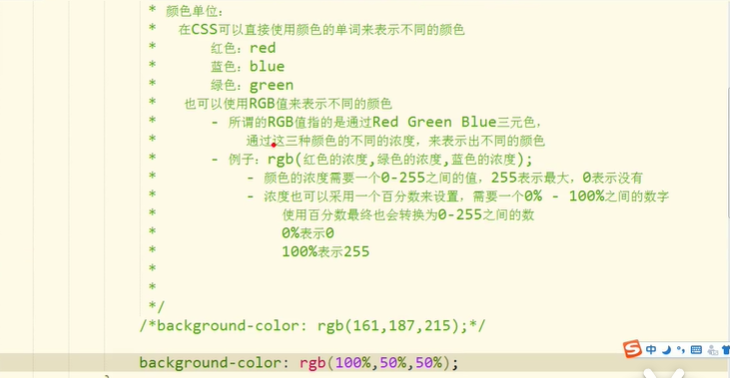 * 颜色单位：
* 在CSS可以直接使用颜色的单词来表示不同的颜色
* 红色：red
* 蓝色：blue
* 绿色：green
* 也可以使用RGB值来表示不同的颜色
* - 所谓的RGB值指的是通过Red Green Blue三元色，
* 通过这三种颜色的不同的浓度，来表示出不同的颜色
* - 例子：rgb(红色的浓度,绿色的浓度,蓝色的浓度);
* - 颜色的浓度需要一个0-255之间的值，255表示最大，0表示没有
* - 浓度也可以采用一个百分数来设置，需要一个0% - 100%之间的数字
* 使用百分数最终也会转换为0-255之间的数
* 0%表示0
* 100%表示255
*
*
*/
/*background-color: rgb(161,187,215);*/
background-color: rgb(100%,50%,50%);
S 中